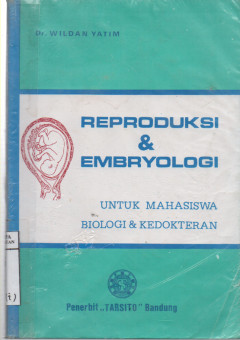 Dr. WILDAN YATIM
REPRODUKSI
&
EMBRYOLOGI
UNTUK MAHASISWA
BIOLOGI & KEDOKTERAN
Penerbit „TARSITO" Bandung